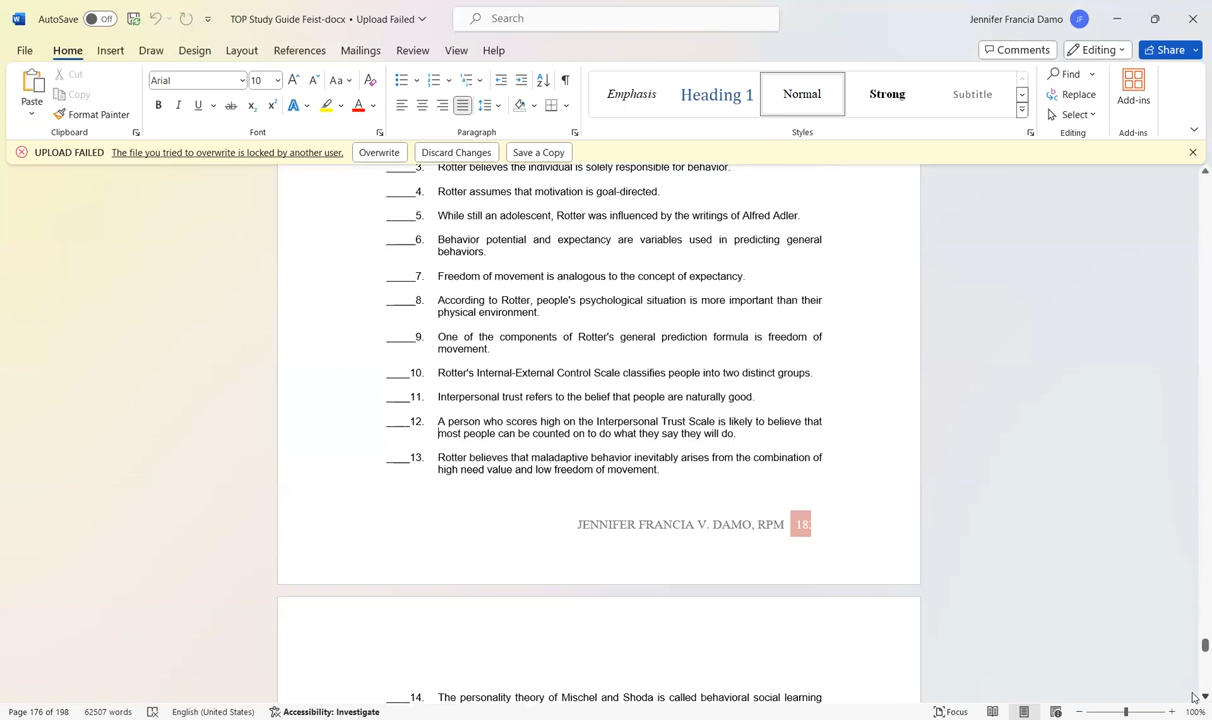 AutoSave Off TOP Study Guide Feist-docx • Upload Failed Search Jennifer Francia Damo JF
File Home Insert Draw Design Layout References Mailings Review View Help Comments Editing Share
Paste Cut Copy Format Painter
Arial 10 Aa
Emphasis Heading 1 Normal Strong Subtitle
Find Replace Select Add-ins
Clipboard Font Paragraph Styles Editing Add-ins
UPLOAD FAILED The file you tried to overwrite is locked by another user. Overwrite Discard Changes Save a Copy
_____3. Rotter believes the individual is solely responsible for behavior.
_____4. Rotter assumes that motivation is goal-directed.
_____5. While still an adolescent, Rotter was influenced by the writings of Alfred Adler.
_____6. Behavior potential and expectancy are variables used in predicting general
behaviors.
_____7. Freedom of movement is analogous to the concept of expectancy.
_____8. According to Rotter, people's psychological situation is more important than their
physical environment.
_____9. One of the components of Rotter's general prediction formula is freedom of
movement.
____10. Rotter's Internal-External Control Scale classifies people into two distinct groups.
____11. Interpersonal trust refers to the belief that people are naturally good.
____12. A person who scores high on the Interpersonal Trust Scale is likely to believe that
most people can be counted on to do what they say they will do.
____13. Rotter believes that maladaptive behavior inevitably arises from the combination of
high need value and low freedom of movement.
JENNIFER FRANCIA V. DAMO, RPM
____14. The personality theory of Mischel and Shoda is called behavioral social learning
Page 176 of 198 62507 words English (United States) Accessibility: Investigate Focus 100%